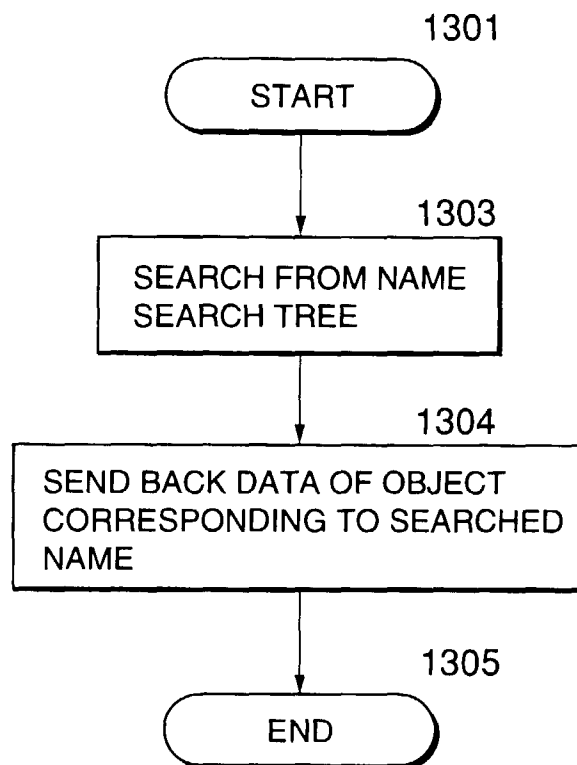 1301
START
1303
SEARCH FROM NAME
SEARCH TREE
1304
SEND BACK DATA OF OBJECT
CORRESPONDING TO SEARCHED
NAME
1305
END